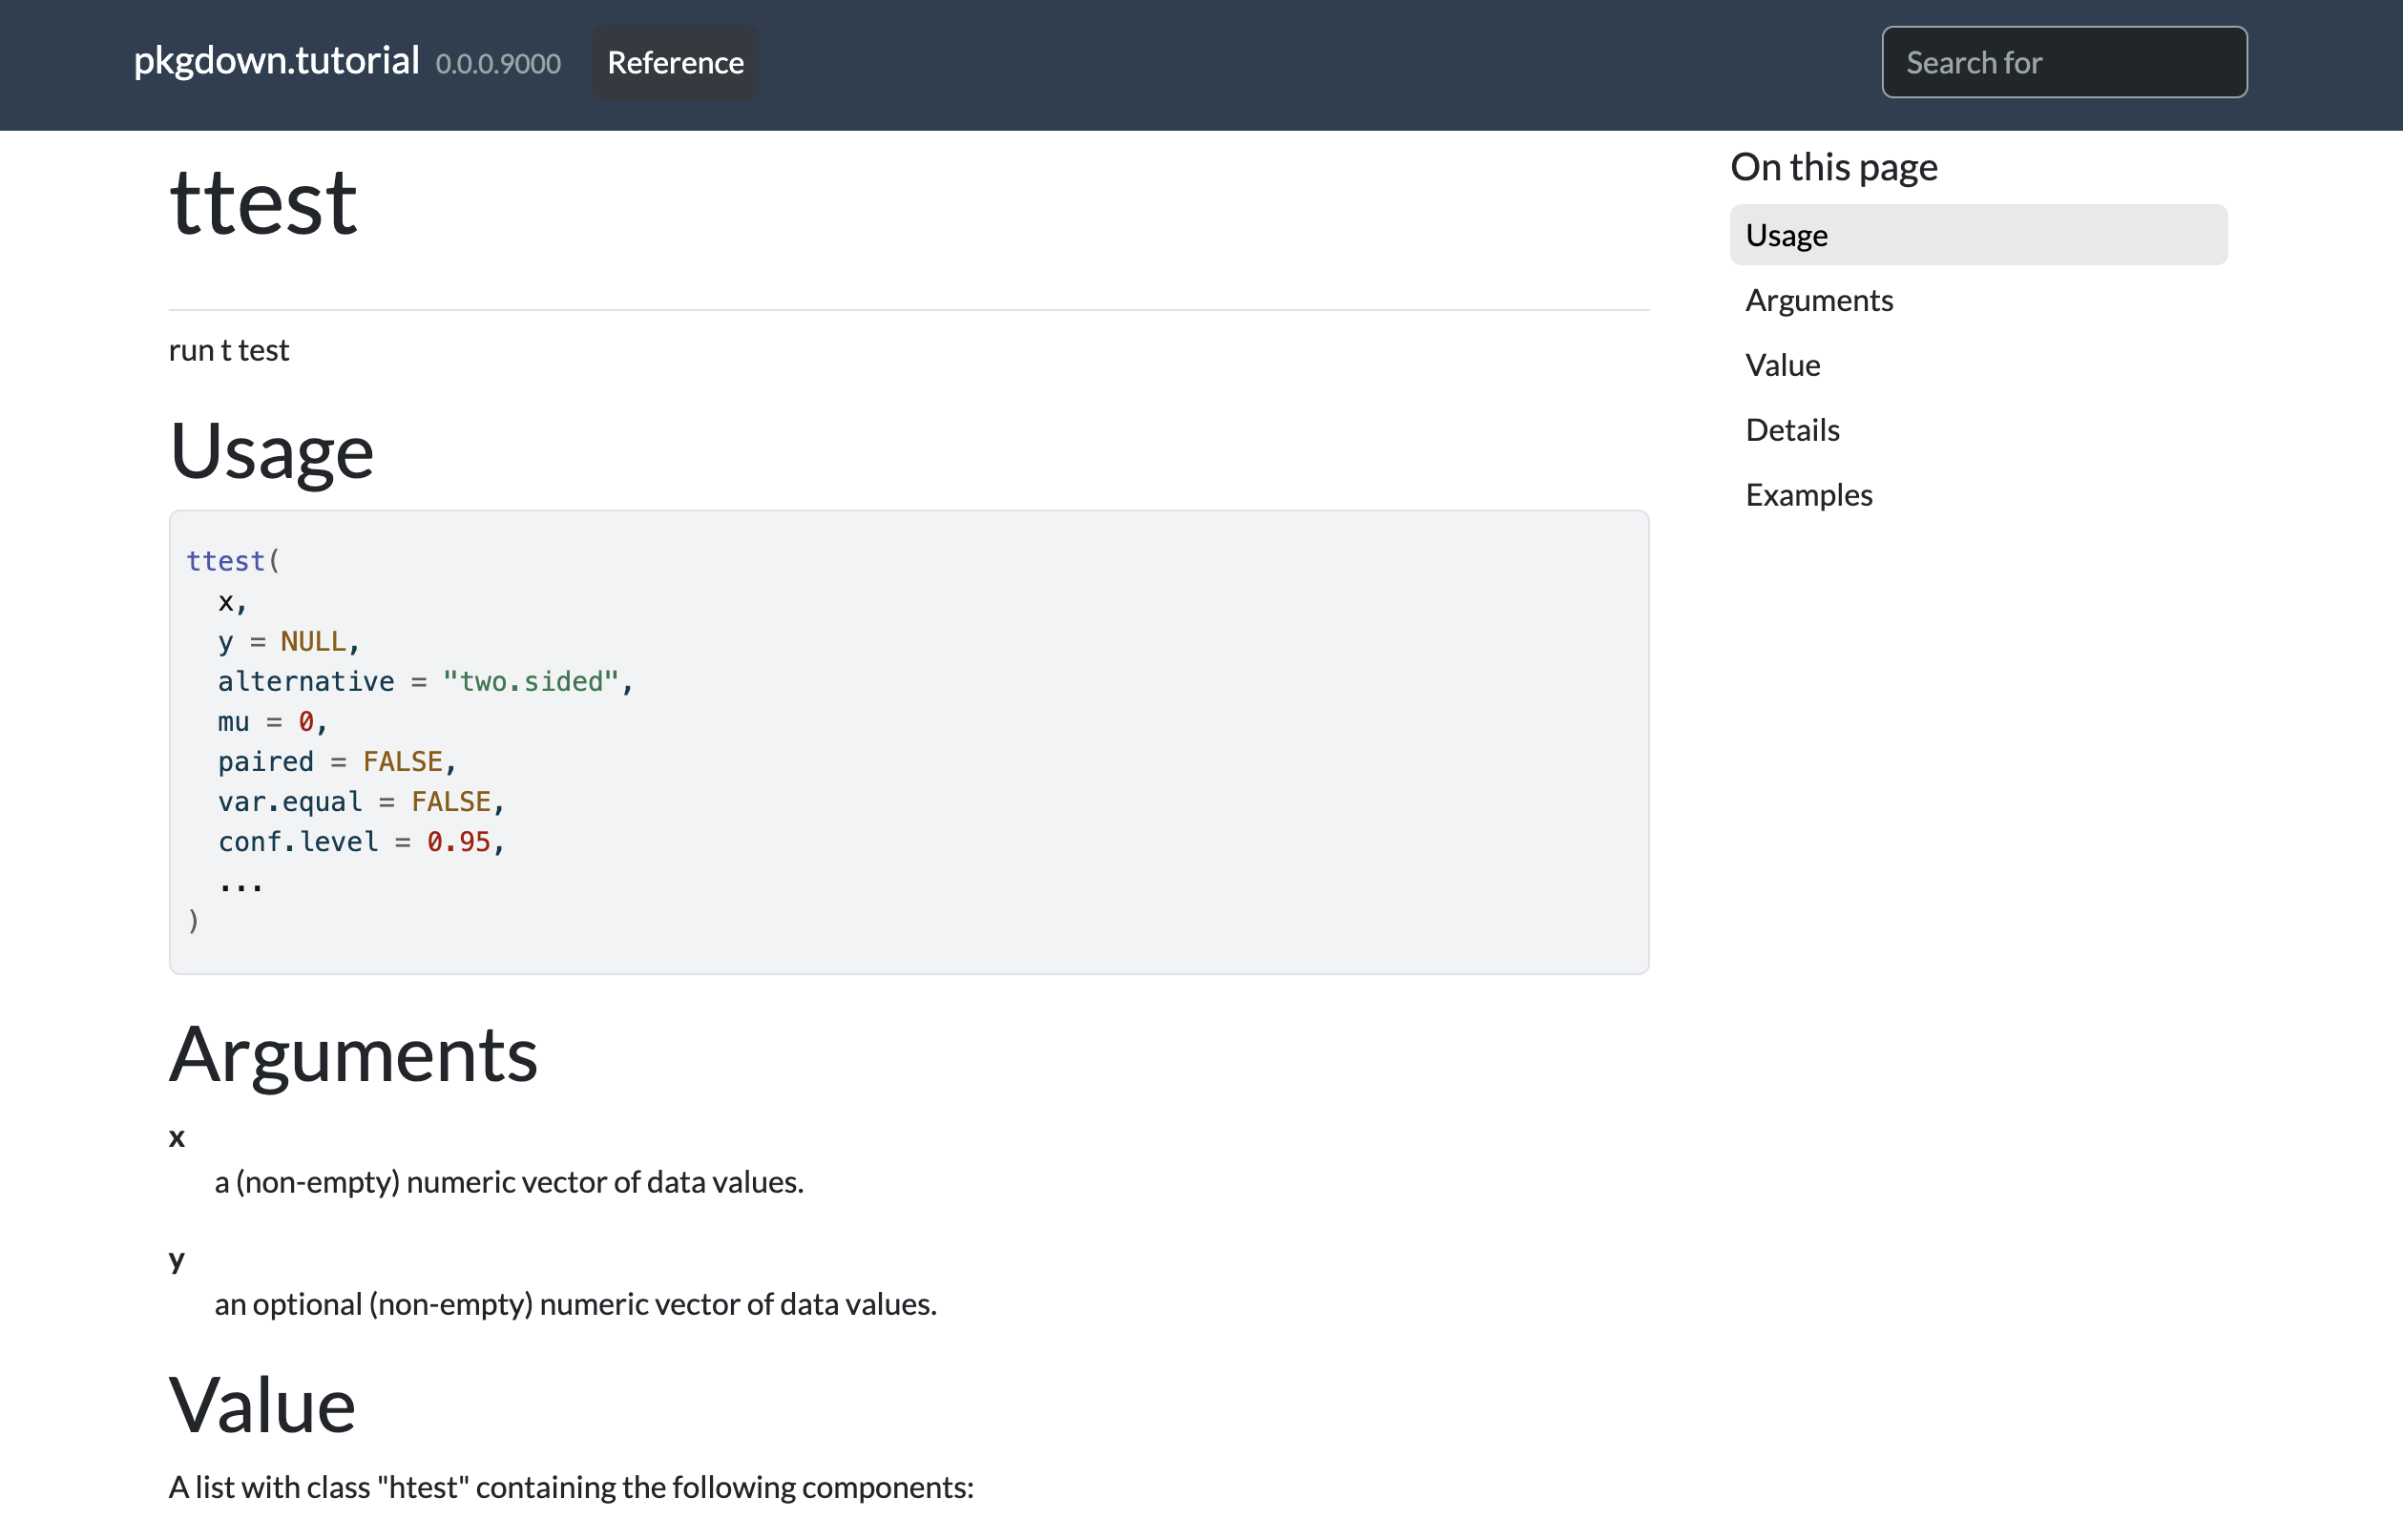 pkgdown.tutorial 0.0.0.9000 Reference Search for
ttest
run t test
Usage
ttest(
  x,
  y = NULL,
  alternative = "two.sided",
  mu = 0,
  paired = FALSE,
  var.equal = FALSE,
  conf.level = 0.95,
  ...
)
Arguments
x
a (non-empty) numeric vector of data values.
y
an optional (non-empty) numeric vector of data values.
Value
A list with class "htest" containing the following components:
On this page
Usage
Arguments
Value
Details
Examples